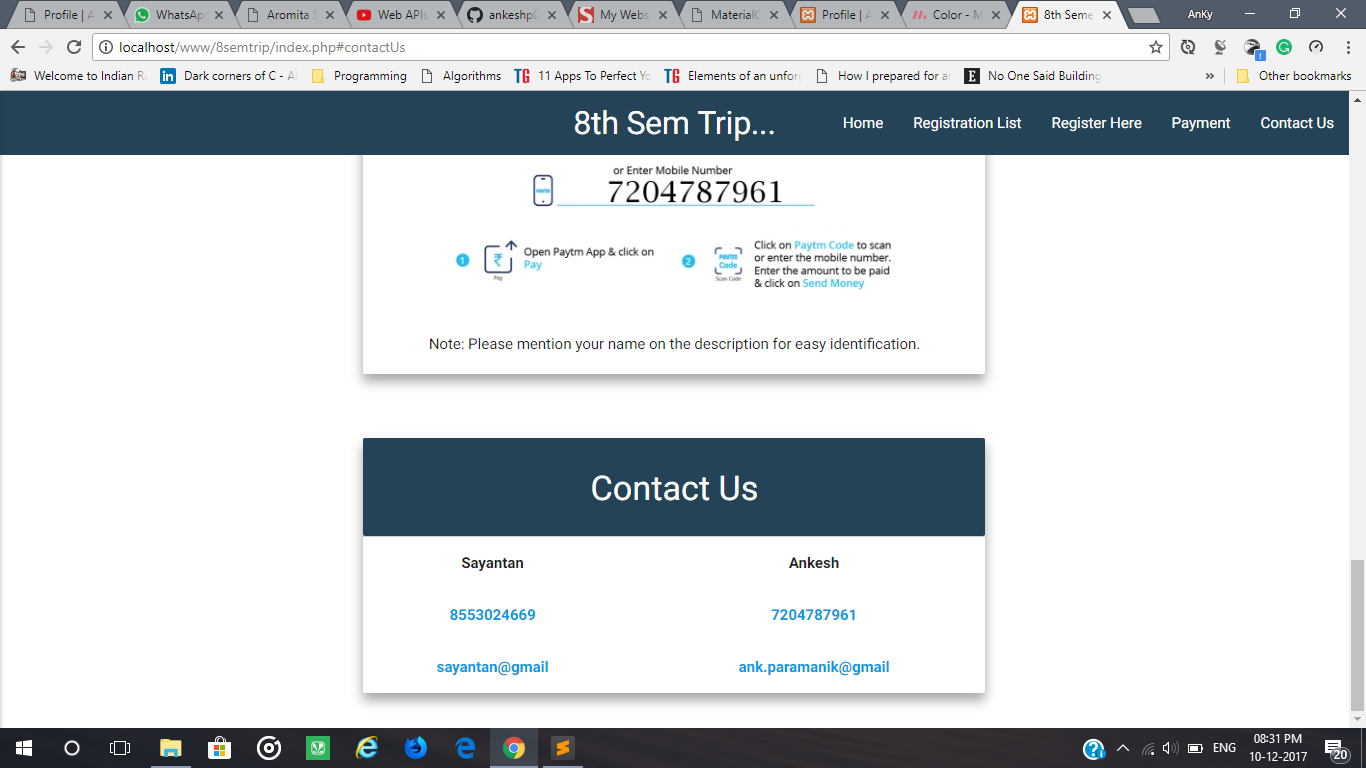 Profile | A
WhatsApp
Aromita S
Web APIs
ankeshp0
My Webs
MaterialC
Profile | A
Color - M
8th Seme
AnKy
localhost/www/8semtrip/index.php#contactUs
Welcome to Indian Ra
Dark corners of C - A
Programming
Algorithms
TG 11 Apps To Perfect Yo
TG Elements of an unforg
How I prepared for a
E No One Said Building
» Other bookmarks
8th Sem Trip...
Home
Registration List
Register Here
Payment
Contact Us
or Enter Mobile Number
7204787961
1
Pay
Open Paytm App & click on
Pay
2
Paytm
Code
Scan Code
Click on Paytm Code to scan
or enter the mobile number.
Enter the amount to be paid
& click on Send Money
Note: Please mention your name on the description for easy identification.
Contact Us
Sayantan
Ankesh
8553024669
7204787961
sayantan@gmail
ank.paramanik@gmail
ENG
08:31 PM
10-12-2017
20